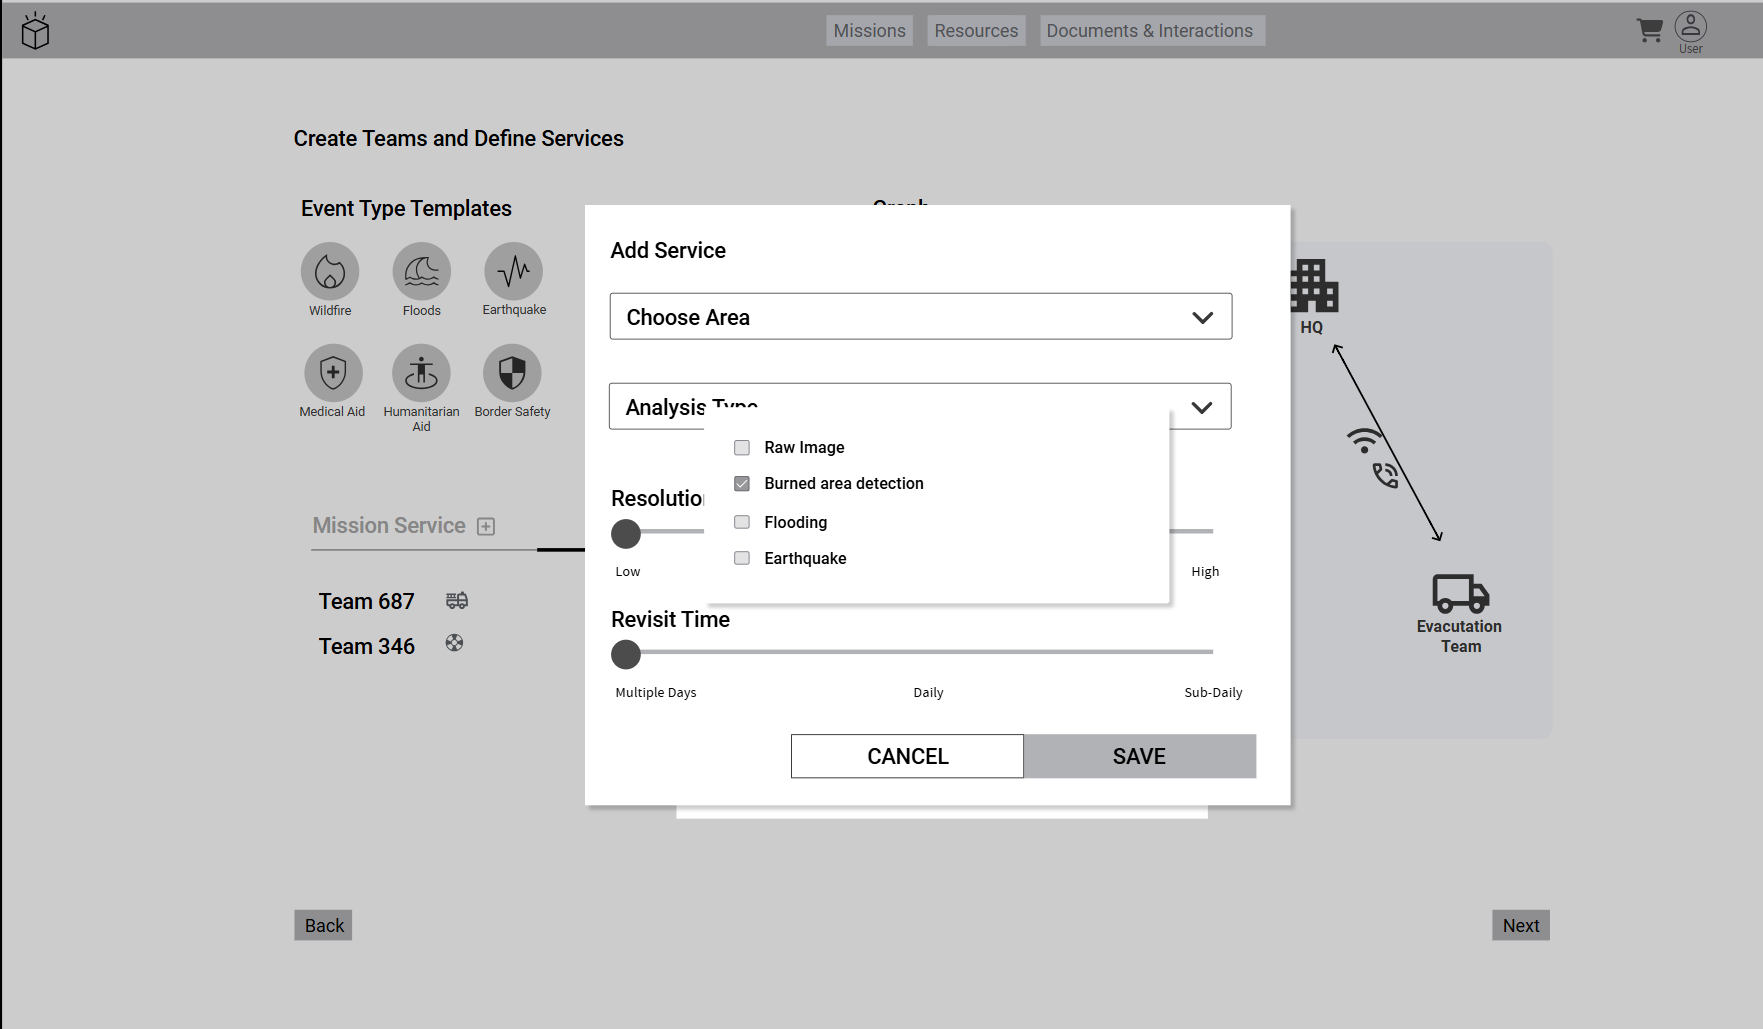 Missions
Resources
Documents & Interactions
User
Create Teams and Define Services
Event Type Templates
Graph
Wildfire
Floods
Earthquake
Medical Aid
Humanitarian
Aid
Border Safety
Mission Service
Team 687
Team 346
Add Service
Choose Area
Analysis Type
Raw Image
Burned area detection
Flooding
Earthquake
Resolution
Low
High
Revisit Time
Multiple Days
Daily
Sub-Daily
CANCEL
SAVE
HQ
Evacutation
Team
Back
Next